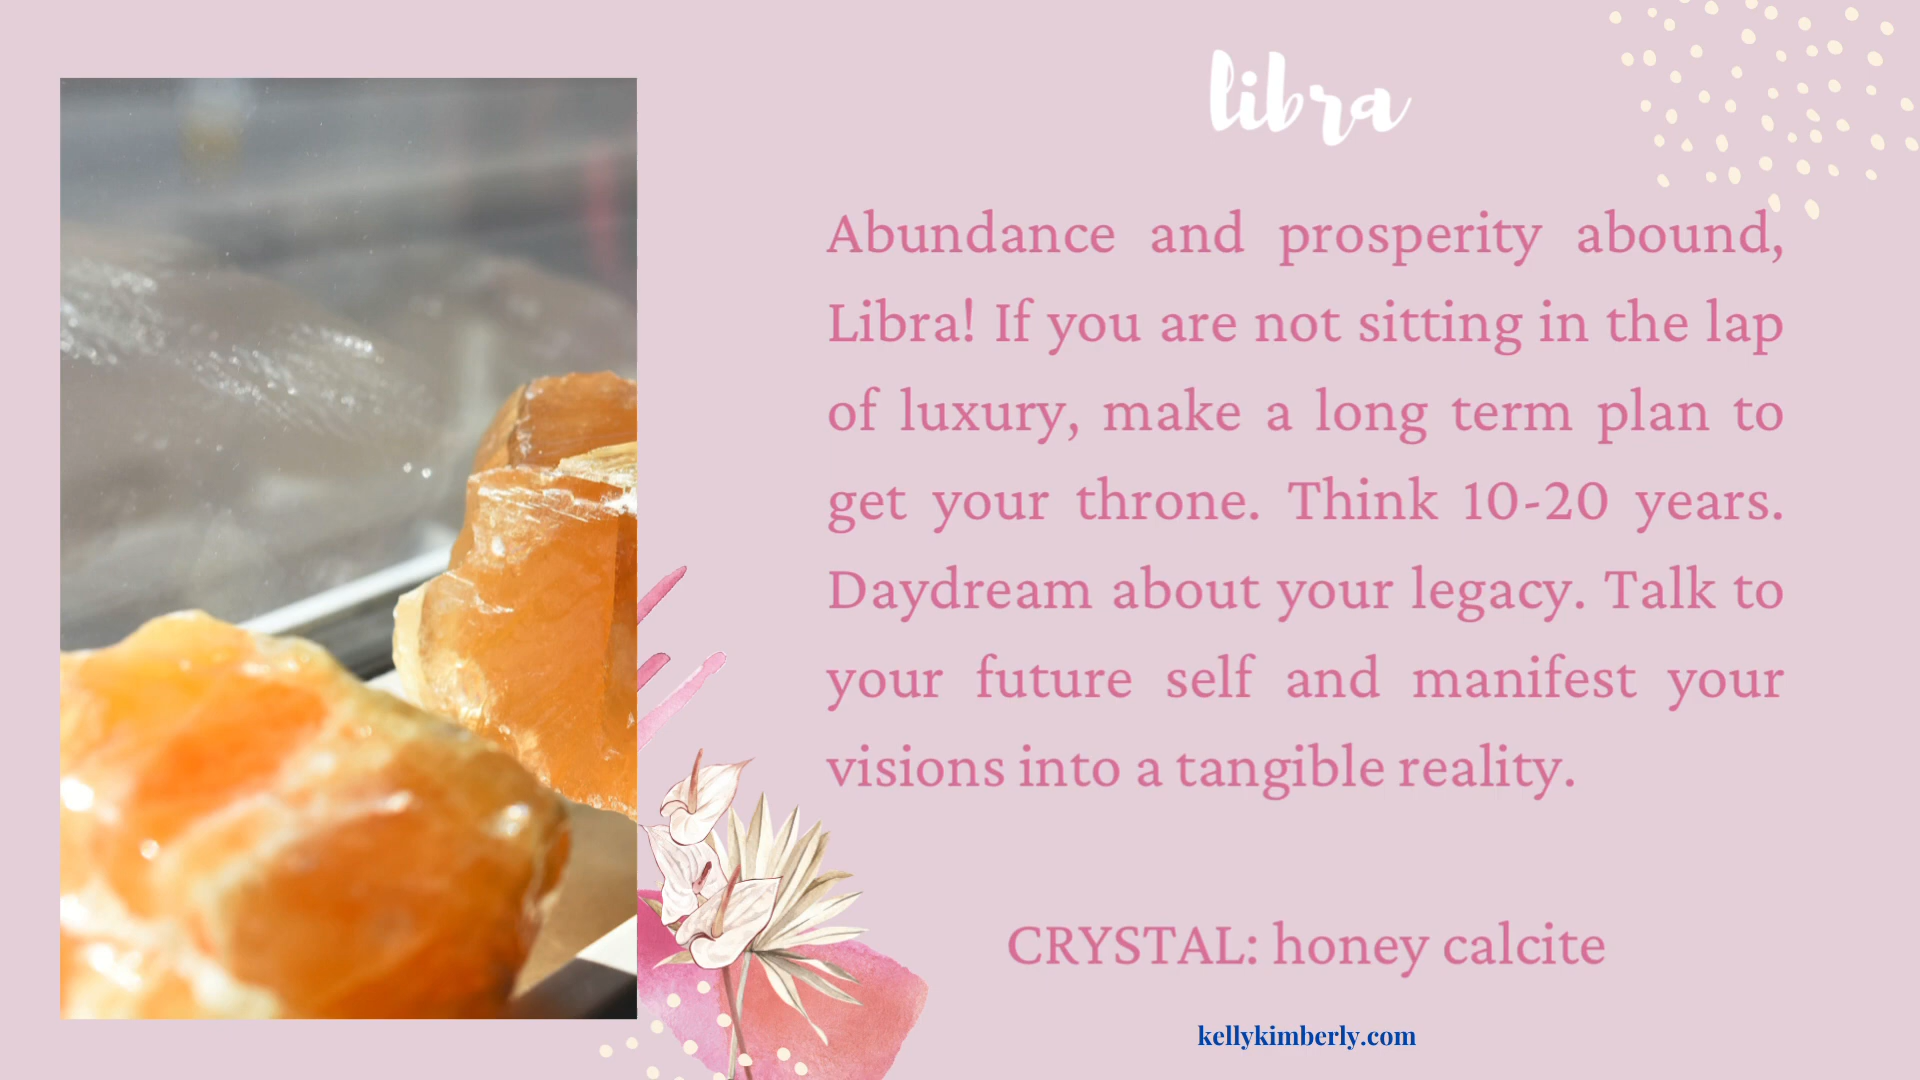 libra
Abundance and prosperity abound,
Libra! If you are not sitting in the lap
of luxury, make a long term plan to
get your throne. Think 10-20 years.
Daydream about your legacy. Talk to
your future self and manifest your
visions into a tangible reality.
CRYSTAL: honey calcite
kellykimberly.com